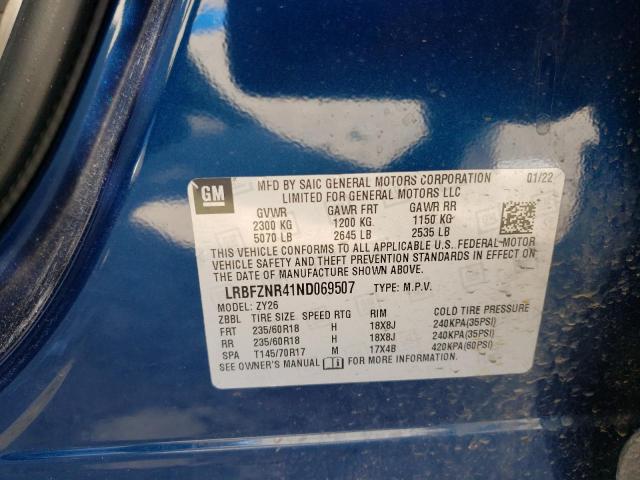 GM MFD BY SAIC GENERAL MOTORS CORPORATION 01/22
LIMITED FOR GENERAL MOTORS LLC
GVWR GAWR FRT GAWR RR
2300 KG 1200 KG 1150 KG
5070 LB 2645 LB 2535 LB
THIS VEHICLE CONFORMS TO ALL APPLICABLE U.S. FEDERAL-MOTOR
VEHICLE SAFETY AND THEFT PREVENTION STANDARDS IN EFFECT ON
THE DATE OF MANUFACTURE SHOWN ABOVE.
LRBFZNR41ND069507 TYPE: M.P.V.
MODEL: ZY26
ZBBL TIRE SIZE SPEED RTG RIM COLD TIRE PRESSURE
FRT 235/60R18 H 18X8J 240KPA(35PSI)
RR 235/60R18 H 18X8J 240KPA(35PSI)
SPA T145/70R17 M 17X4B 420KPA(60PSI)
SEE OWNER'S MANUAL FOR MORE INFORMATION.